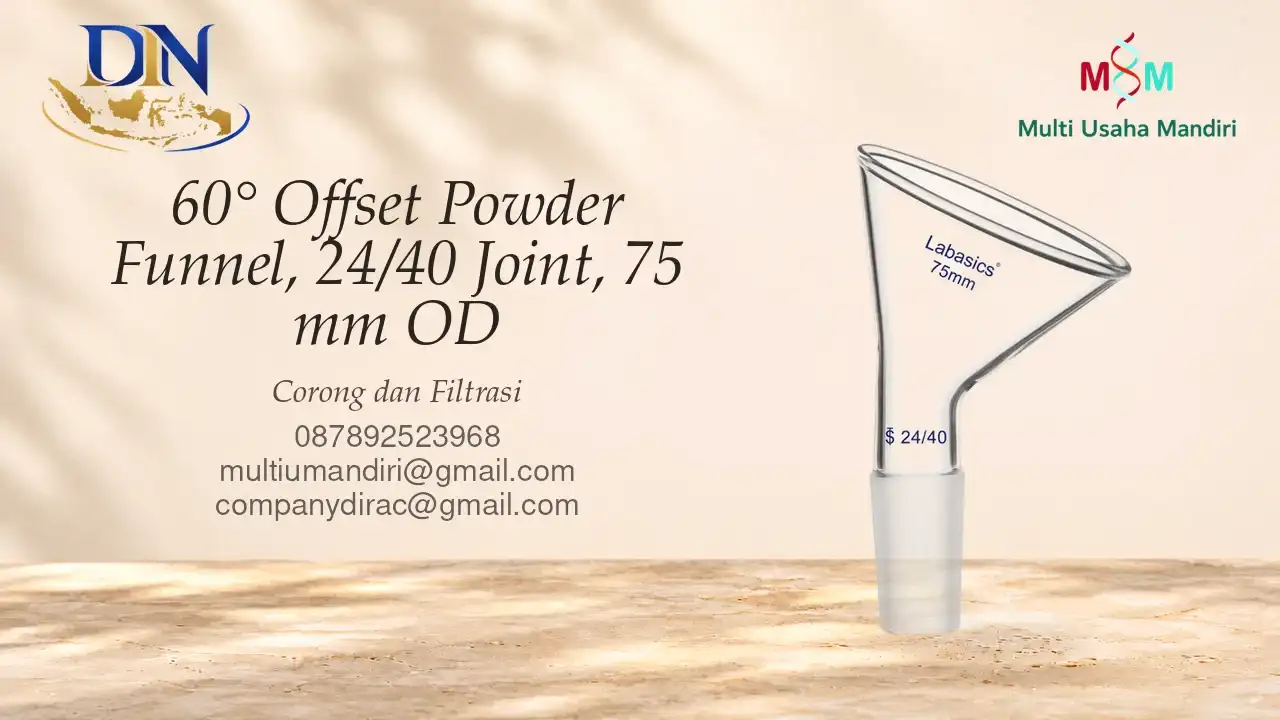 DN
M M
Multi Usaha Mandiri
60° Offset Powder
Funnel, 24/40 Joint, 75
mm OD
Corong dan Filtrasi
087892523968
multiumandiri@gmail.com
companydirac@gmail.com
Labasics®
75mm
$ 24/40